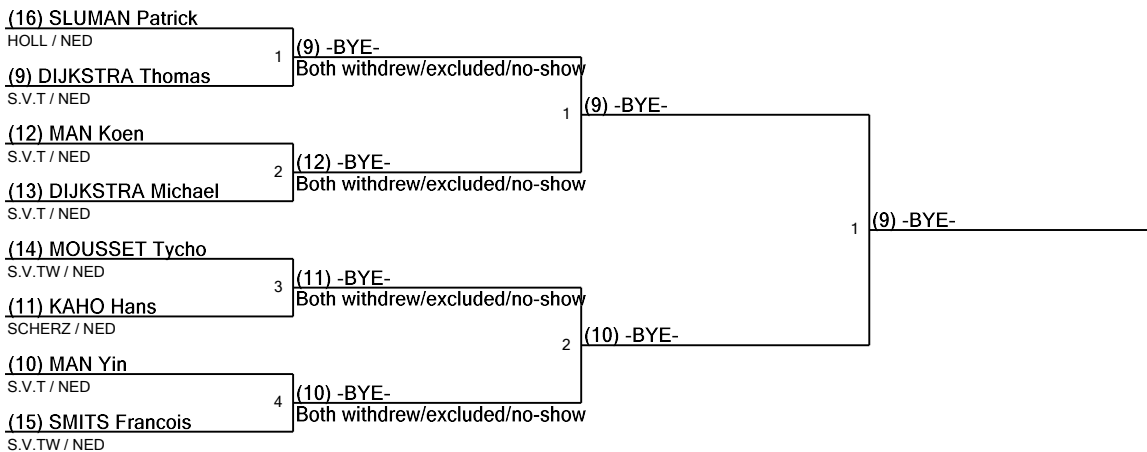 (16) SLUMAN Patrick
HOLL / NED
(9) DIJKSTRA Thomas
S.V.T / NED
(12) MAN Koen
S.V.T / NED
(13) DIJKSTRA Michael
S.V.T / NED
(14) MOUSSET Tycho
S.V.TW / NED
(11) KAHO Hans
SCHERZ / NED
(10) MAN Yin
S.V.T / NED
(15) SMITS Francois
S.V.TW / NED
1
(9) -BYE-
Both withdrew/excluded/no-show
2
(12) -BYE-
Both withdrew/excluded/no-show
3
(11) -BYE-
Both withdrew/excluded/no-show
4
(10) -BYE-
Both withdrew/excluded/no-show
1
(9) -BYE-
2
(10) -BYE-
1
(9) -BYE-